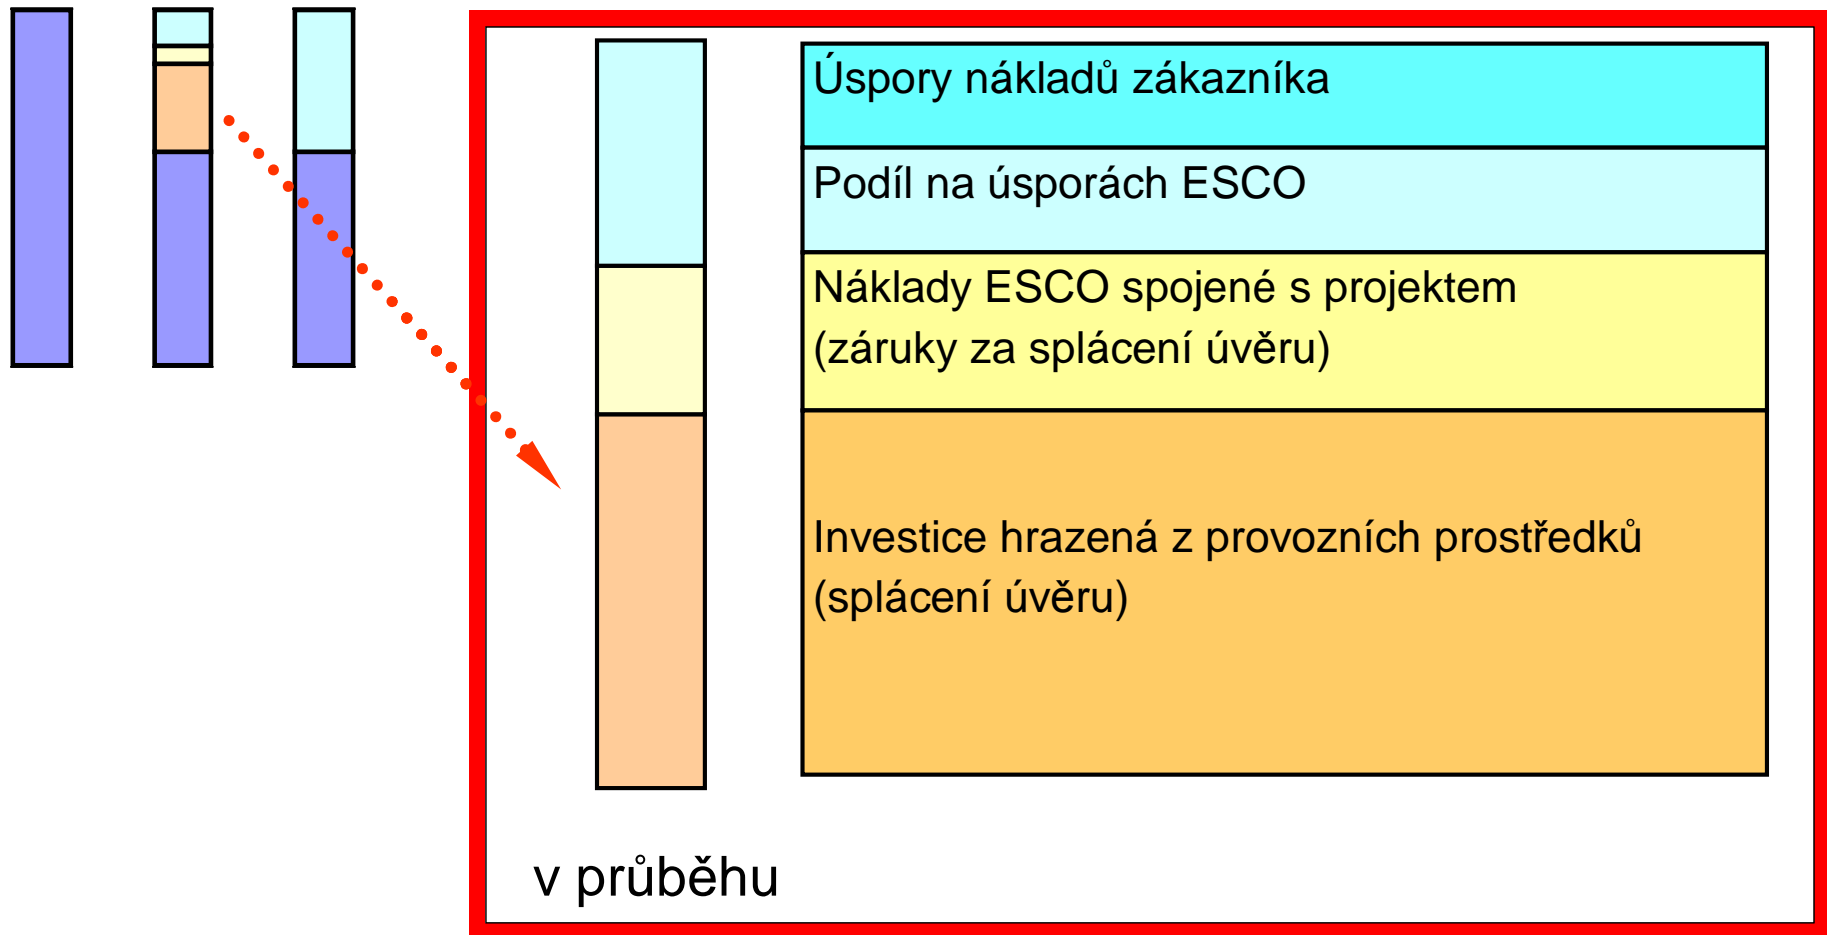 Úspory nákladů zákazníka
Podíl na úsporách ESCO
Náklady ESCO spojené s projektem
(záruky za splácení úvěru)
Investice hrazená z provozních prostředků
(splácení úvěru)
v průběhu